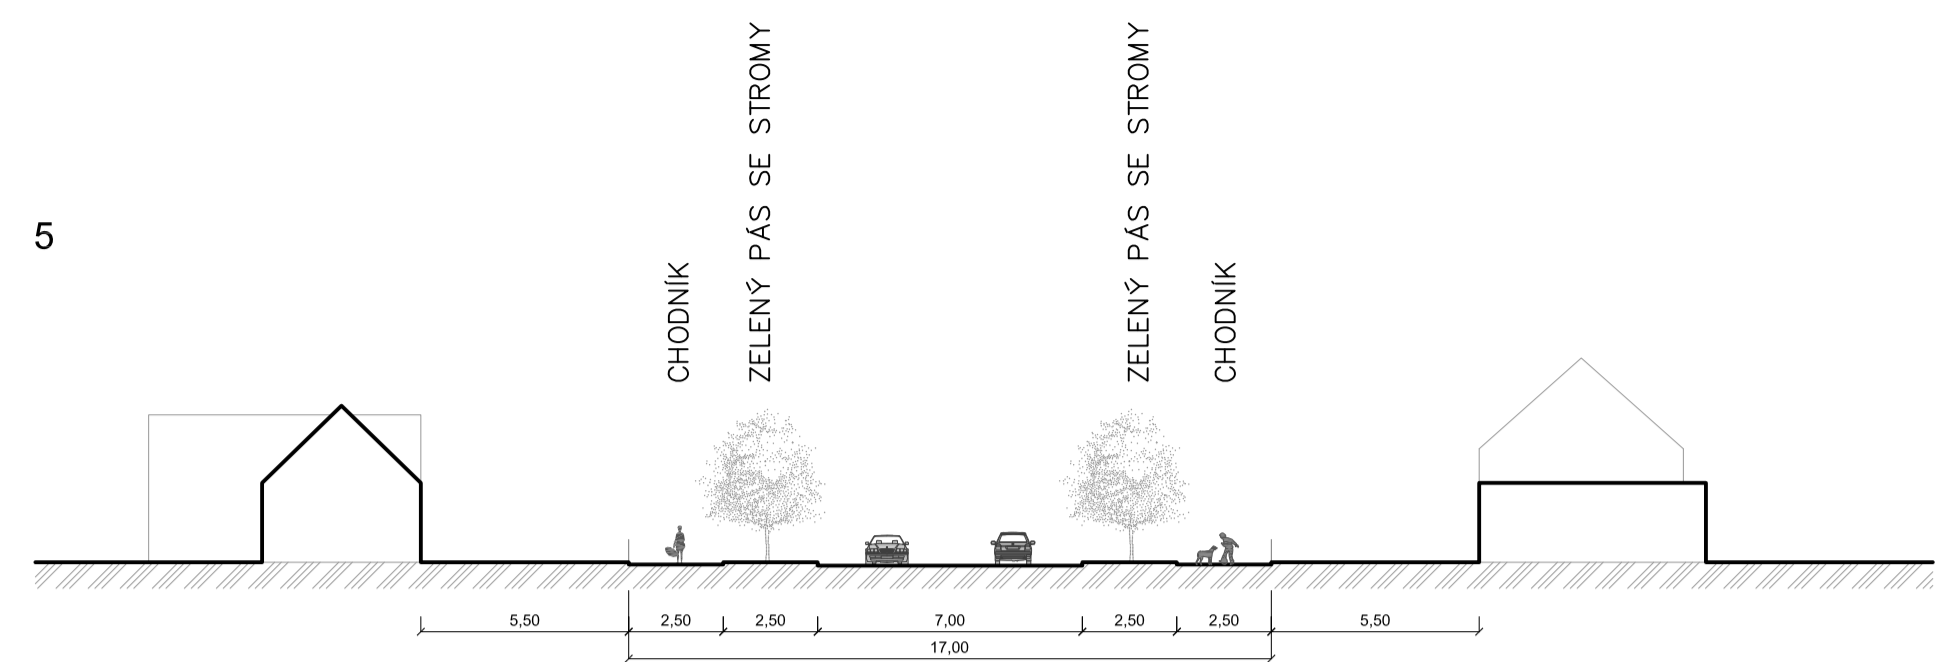 5
CHODNÍK
ZELENÝ PÁS SE STROMY
ZELENÝ PÁS SE STROMY
CHODNÍK
5,50 2,50 2,50 7,00 2,50 2,50 5,50
17,00